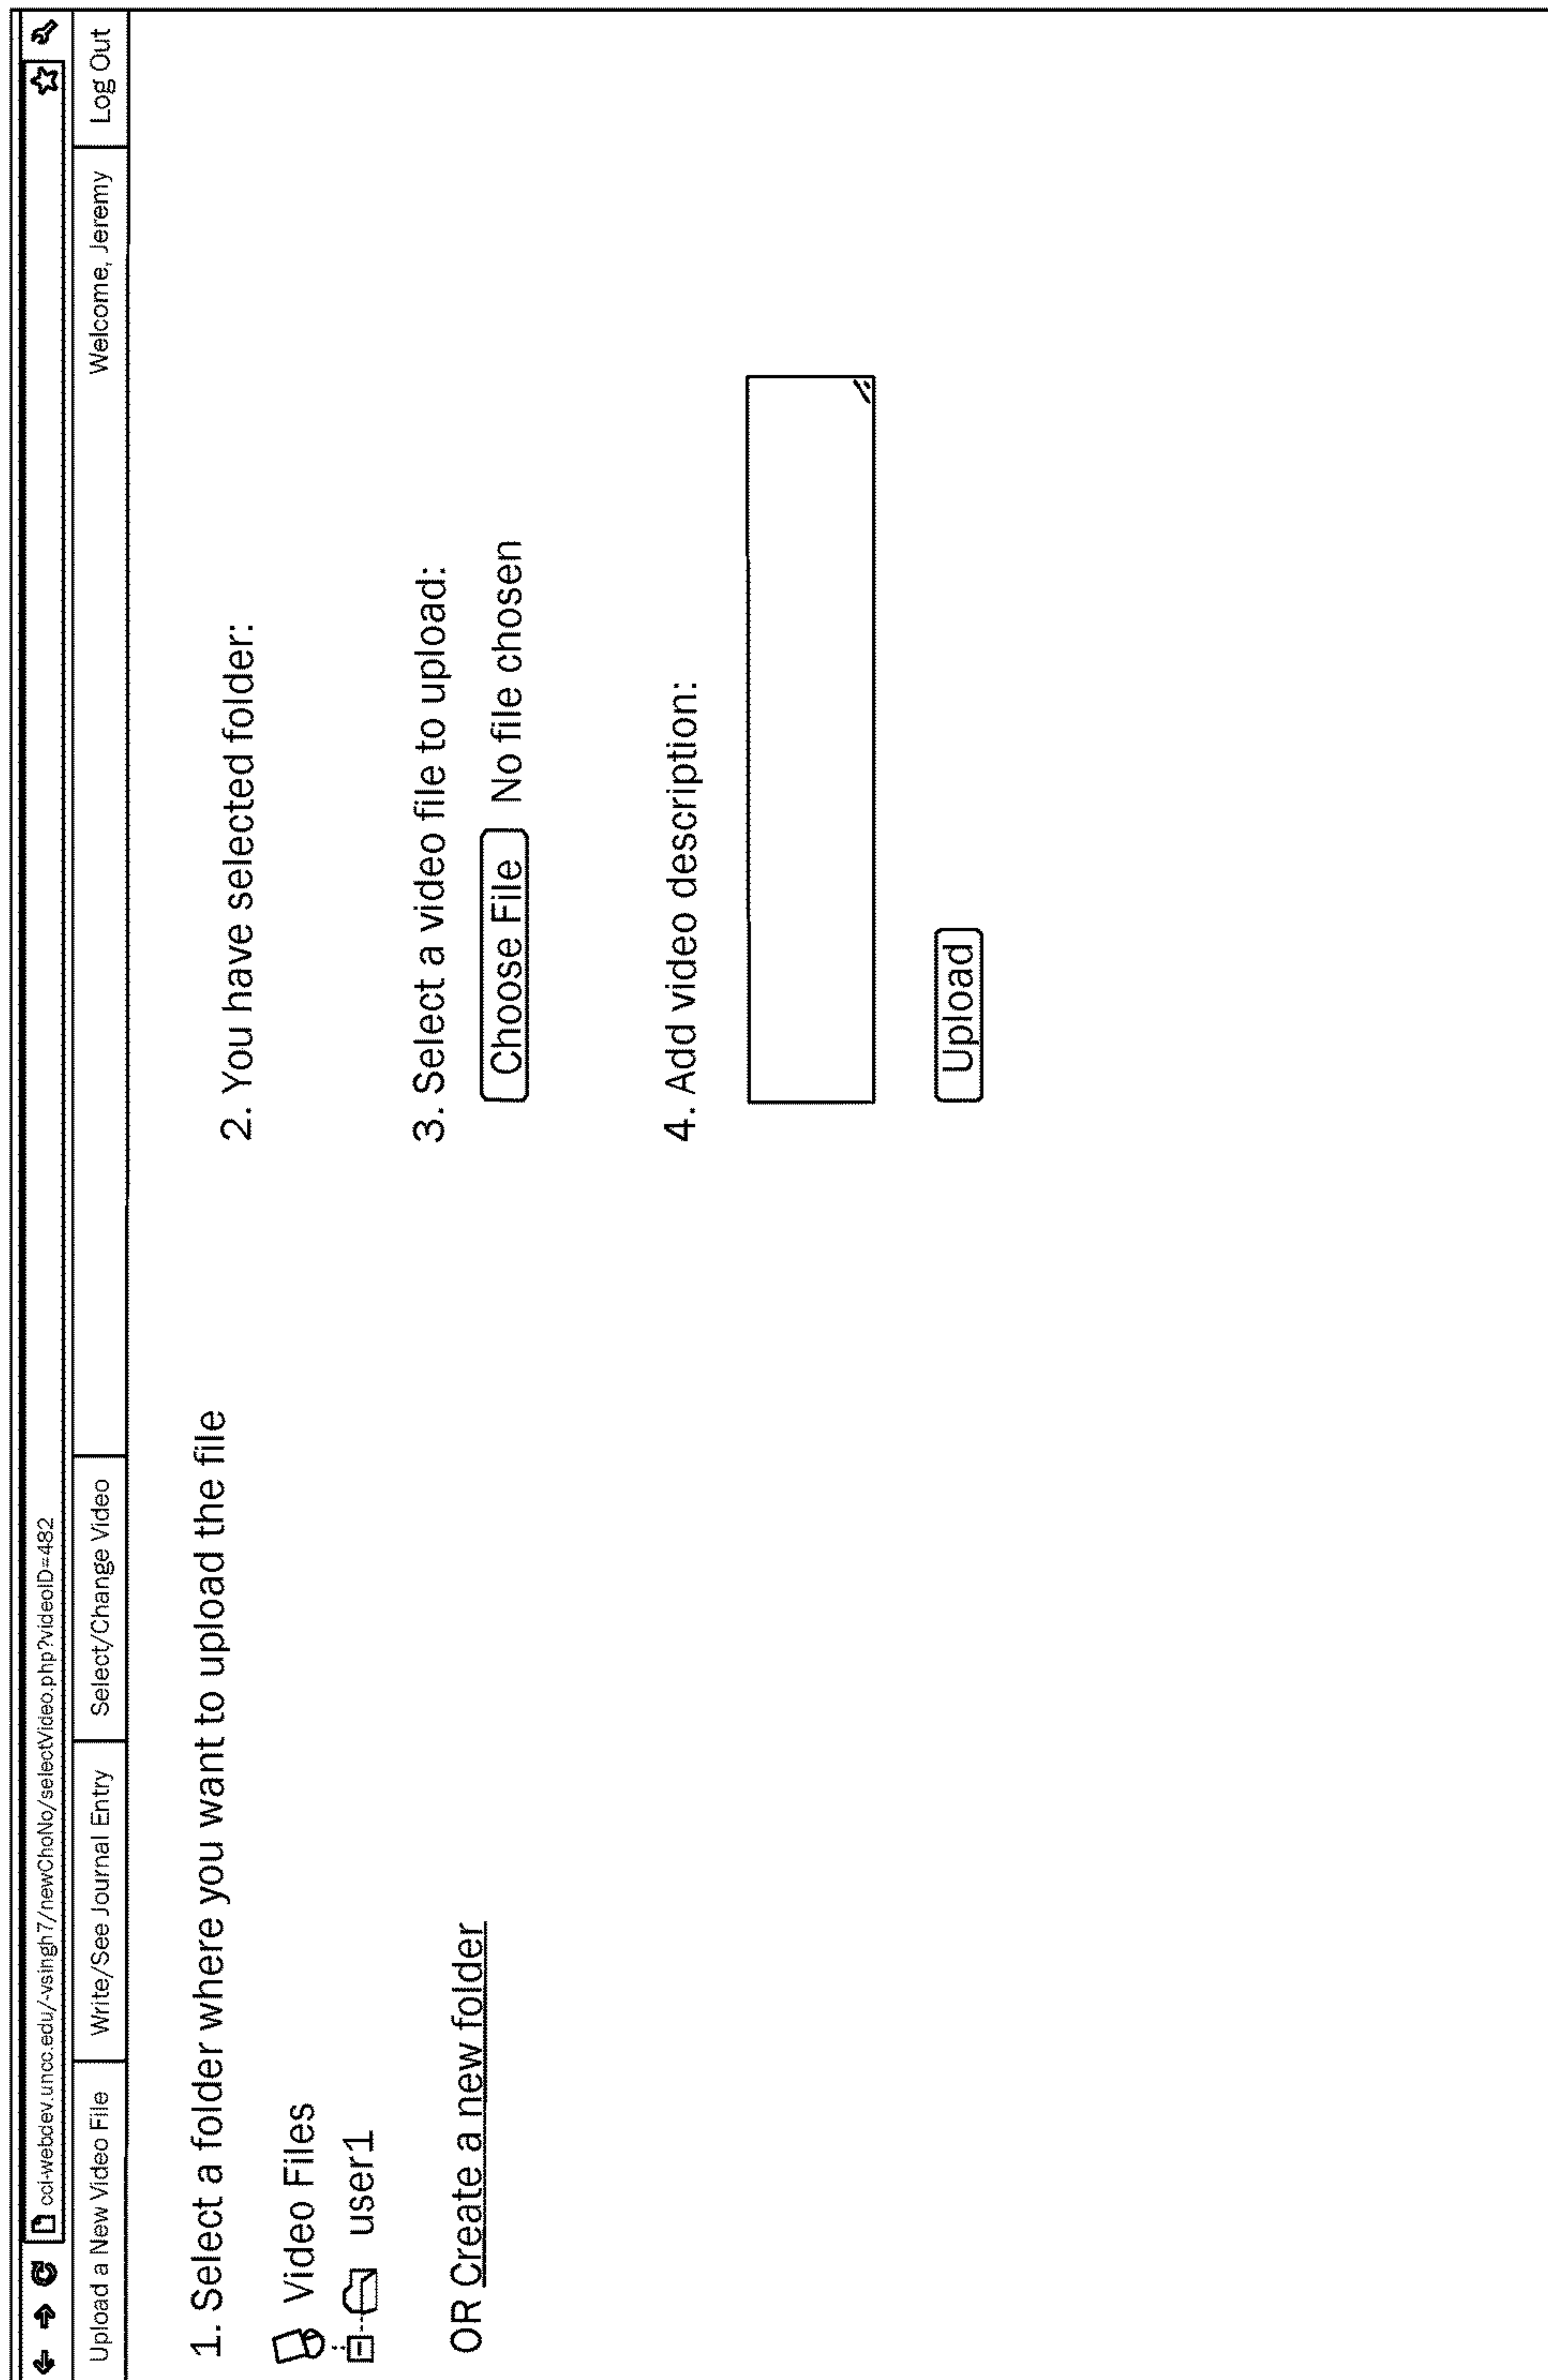 cci-webdev.uncc.edu/~vsingh7/newChoNo/selectVideo.php?videoID=482
Upload a New Video File Write/See Journal Entry Select/Change Video Welcome, Jeremy Log Out
1. Select a folder where you want to upload the file
Video Files
user1
OR Create a new folder
2. You have selected folder:
3. Select a video file to upload:
Choose File No file chosen
4. Add video description:
Upload